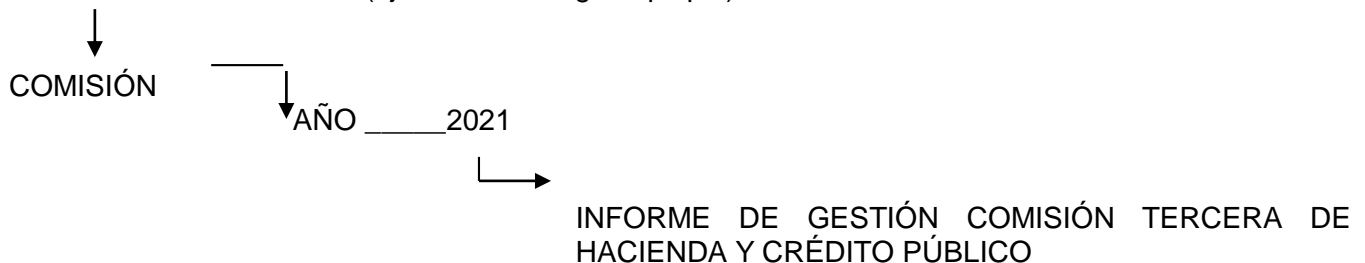 COMISIÓN
AÑO _____2021
INFORME DE GESTIÓN COMISIÓN TERCERA DE
HACIENDA Y CRÉDITO PÚBLICO